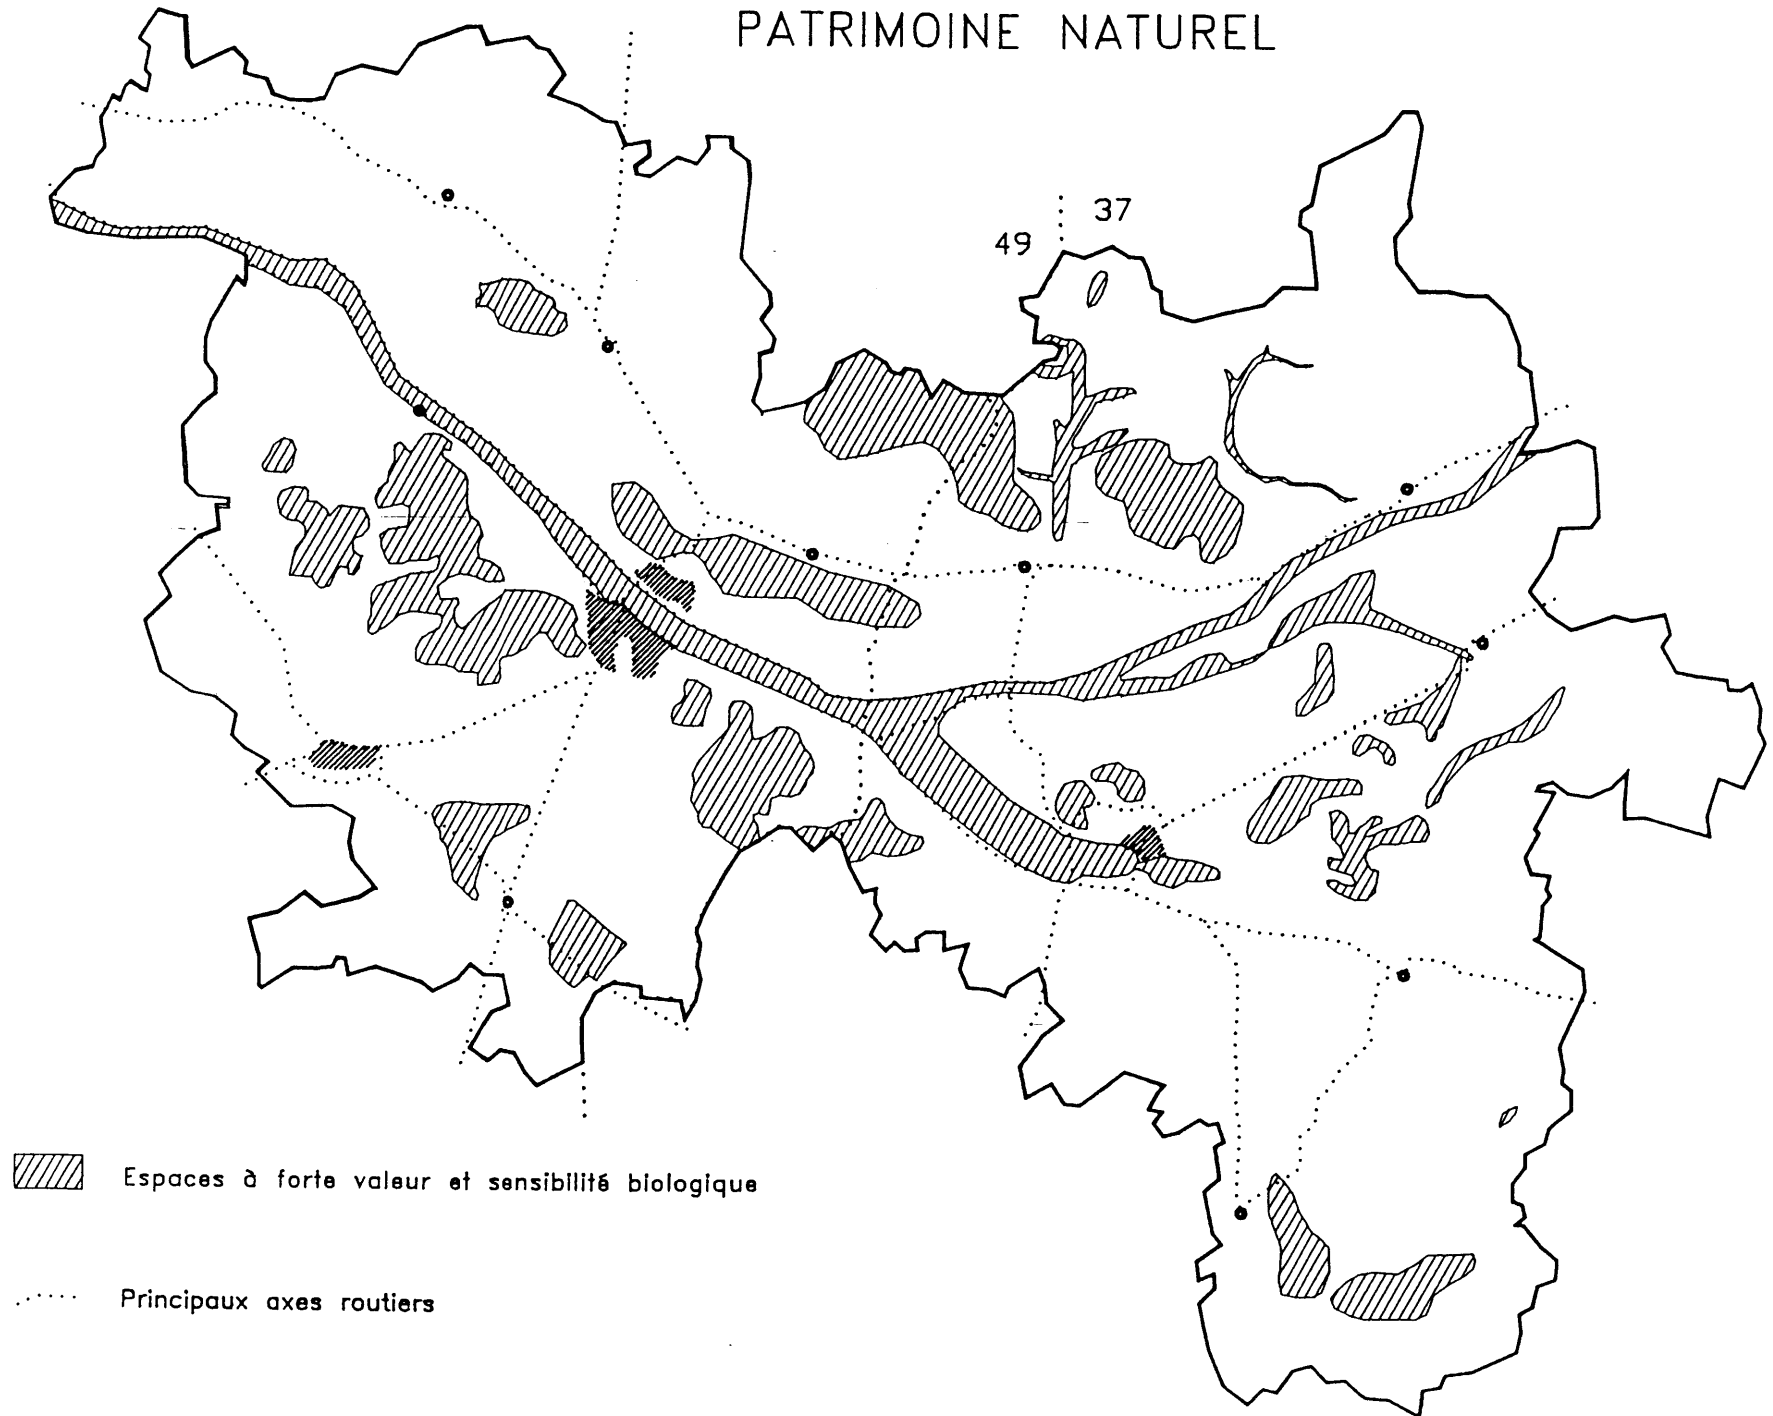 PATRIMOINE NATUREL
37
49
Espaces à forte valeur et sensibilité biologique
Principaux axes routiers